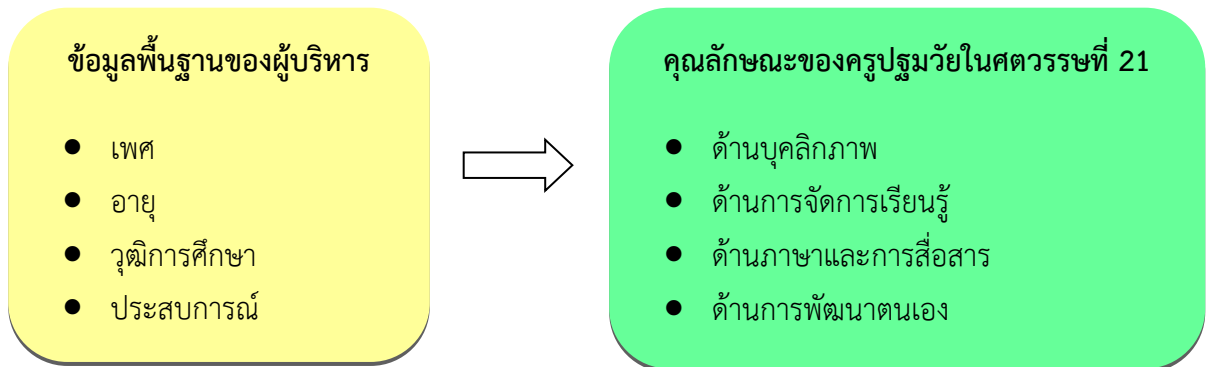 ข้อมูลพื้นฐานของผู้บริหาร
● เพศ
● อายุ
● วุฒิการศึกษา
● ประสบการณ์
คุณลักษณะของครูปฐมวัยในศตวรรษที่ 21
● ด้านบุคลิกภาพ
● ด้านการจัดการเรียนรู้
● ด้านภาษาและการสื่อสาร
● ด้านการพัฒนาตนเอง